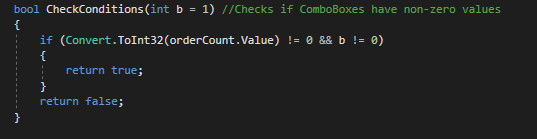 bool CheckConditions(int b = 1) //Checks if ComboBoxes have non-zero values
{
if (Convert.ToInt32(orderCount.Value) != 0 && b != 0)
{
return true;
}
return false;
}